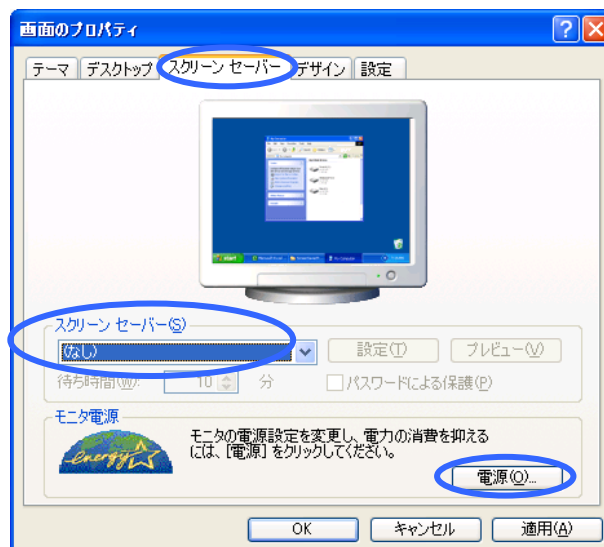 画面のプロパティ
テーマ デスクトップ スクリーン セーバー デザイン 設定
start
スクリーン セーバー(S)
(なし) 設定(T) プレビュー(V)
待ち時間(W): 10 分 パスワードによる保護(P)
モニタ電源
energy
モニタの電源設定を変更し、電力の消費を抑える
には、[電源] をクリックしてください。
電源(O)...
OK キャンセル 適用(A)